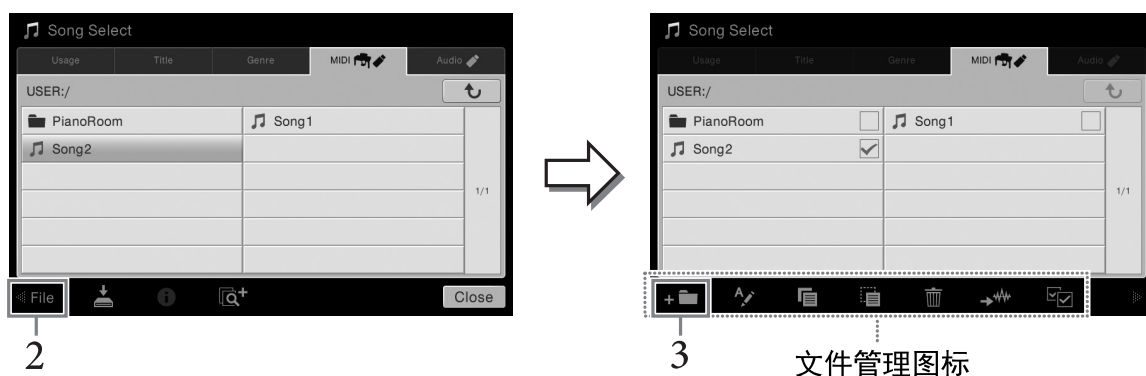 Song Select
Usage Title Genre MIDI Audio
USER:/
PianoRoom Song1
Song2
1/1
File Close
2
Song Select
Usage Title Genre MIDI Audio
USER:/
PianoRoom Song1
Song2
1/1
3
文件管理图标